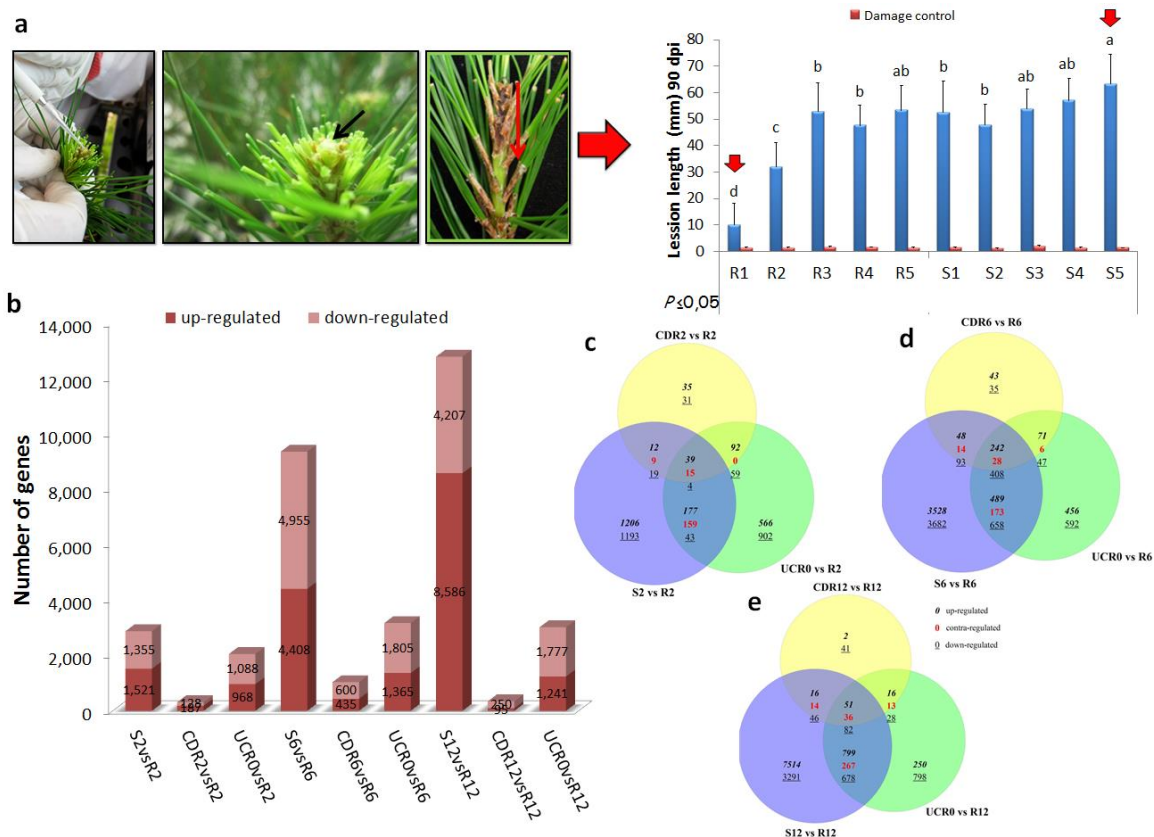 a
Damage control
Lession length (mm) 90 dpi
80
70
60
50
40
30
20
10
0
d
c
b
b
ab
b
b
ab
ab
a
R1 R2 R3 R4 R5 S1 S2 S3 S4 S5
P ≤0,05
b
up-regulated down-regulated
Number of genes
14,000
12,000
10,000
8,000
6,000
4,000
2,000
0
1,355
1,521
128
187
1,088
968
4,955
4,408
600
435
1,805
1,365
4,207
8,586
250
95
1,777
1,241
S2vsR2
CDR2vsR2
UCR0vsR2
S6vsR6
CDR6vsR6
UCR0vsR6
S12vsR12
CDR12vsR12
UCR0vsR12
c
CDR2 vs R2
35
31
12
9
19
39
15
4
92
0
59
1206
1193
177
159
43
566
902
S2 vs R2
UCR0 vs R2
d
CDR6 vs R6
43
35
48
14
93
242
28
408
71
6
47
3528
3682
489
173
658
456
592
S6 vs R6
UCR0 vs R6
e
CDR12 vs R12
2
41
16
14
46
51
36
82
16
13
28
7514
3291
799
267
678
250
798
S12 vs R12
UCR0 vs R12
0 up-regulated
0 contra-regulated
0 down-regulated